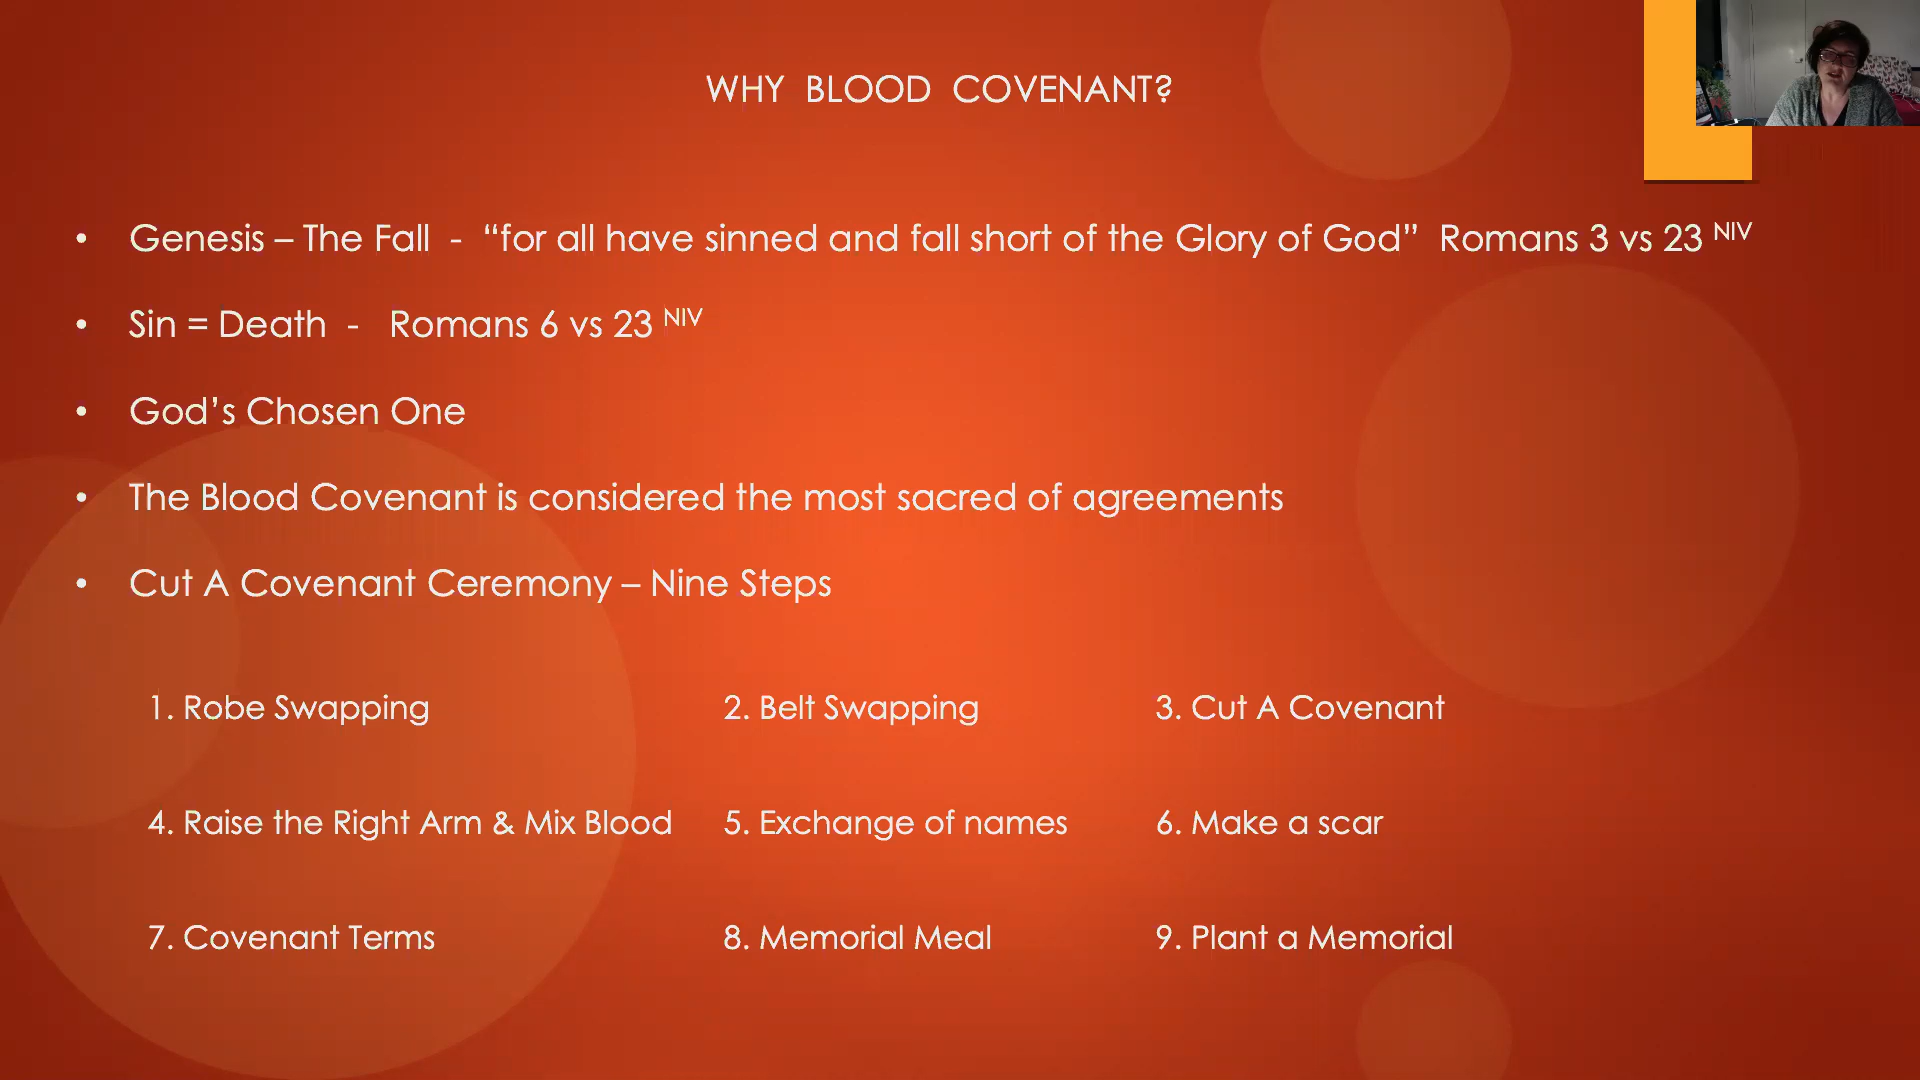 WHY BLOOD COVENANT?
• Genesis – The Fall - “for all have sinned and fall short of the Glory of God” Romans 3 vs 23 NIV
• Sin = Death - Romans 6 vs 23 NIV
• God’s Chosen One
• The Blood Covenant is considered the most sacred of agreements
• Cut A Covenant Ceremony – Nine Steps
1. Robe Swapping 2. Belt Swapping 3. Cut A Covenant
4. Raise the Right Arm & Mix Blood 5. Exchange of names 6. Make a scar
7. Covenant Terms 8. Memorial Meal 9. Plant a Memorial